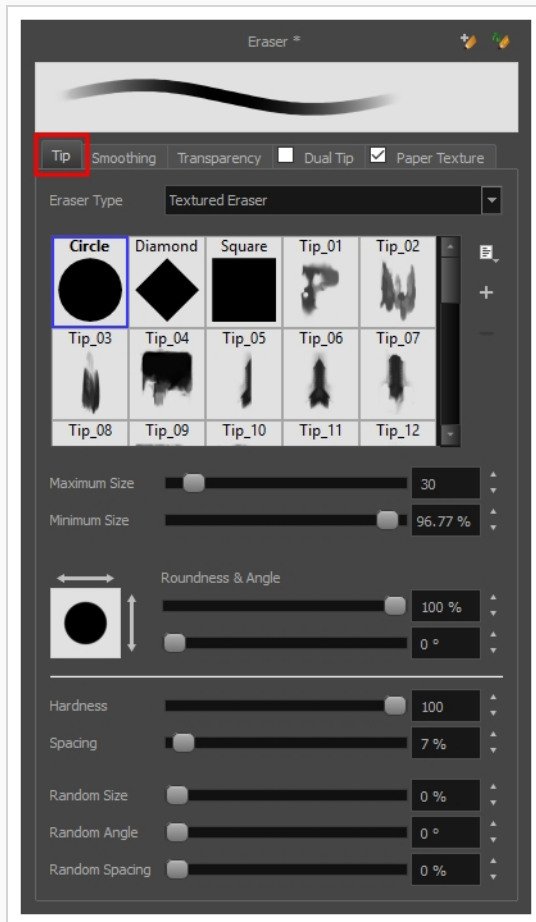 Eraser *
Tip Smoothing Transparency Dual Tip Paper Texture
Eraser Type Textured Eraser
Circle Diamond Square Tip_01 Tip_02
Tip_03 Tip_04 Tip_05 Tip_06 Tip_07
Tip_08 Tip_09 Tip_10 Tip_11 Tip_12
Maximum Size 30
Minimum Size 96.77 %
Roundness & Angle
100 %
0 °
Hardness 100
Spacing 7 %
Random Size 0 %
Random Angle 0 °
Random Spacing 0 %